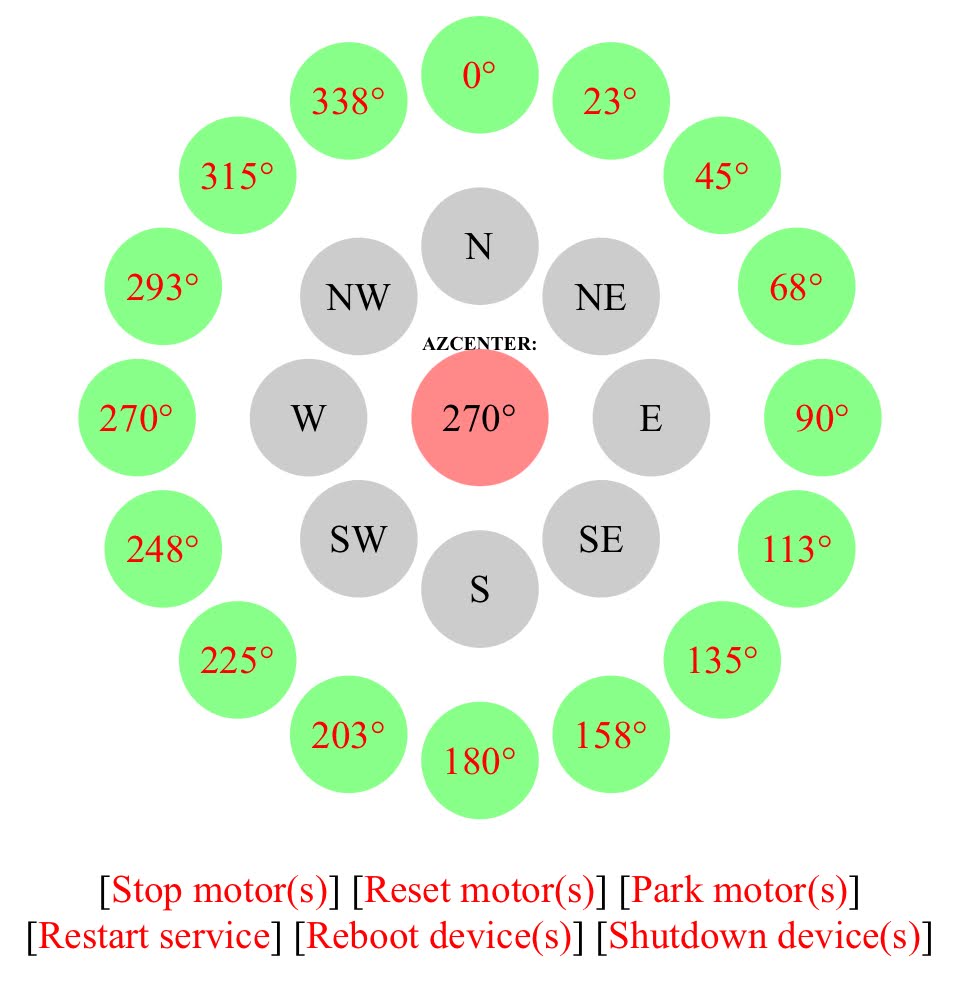 0°
338° 23°
315° 45°
N
293° NW NE 68°
AZCENTER:
270° W 270° E 90°
248° SW SE 113°
S
225° 135°
203° 158°
180°
[Stop motor(s)] [Reset motor(s)] [Park motor(s)]
[Restart service] [Reboot device(s)] [Shutdown device(s)]